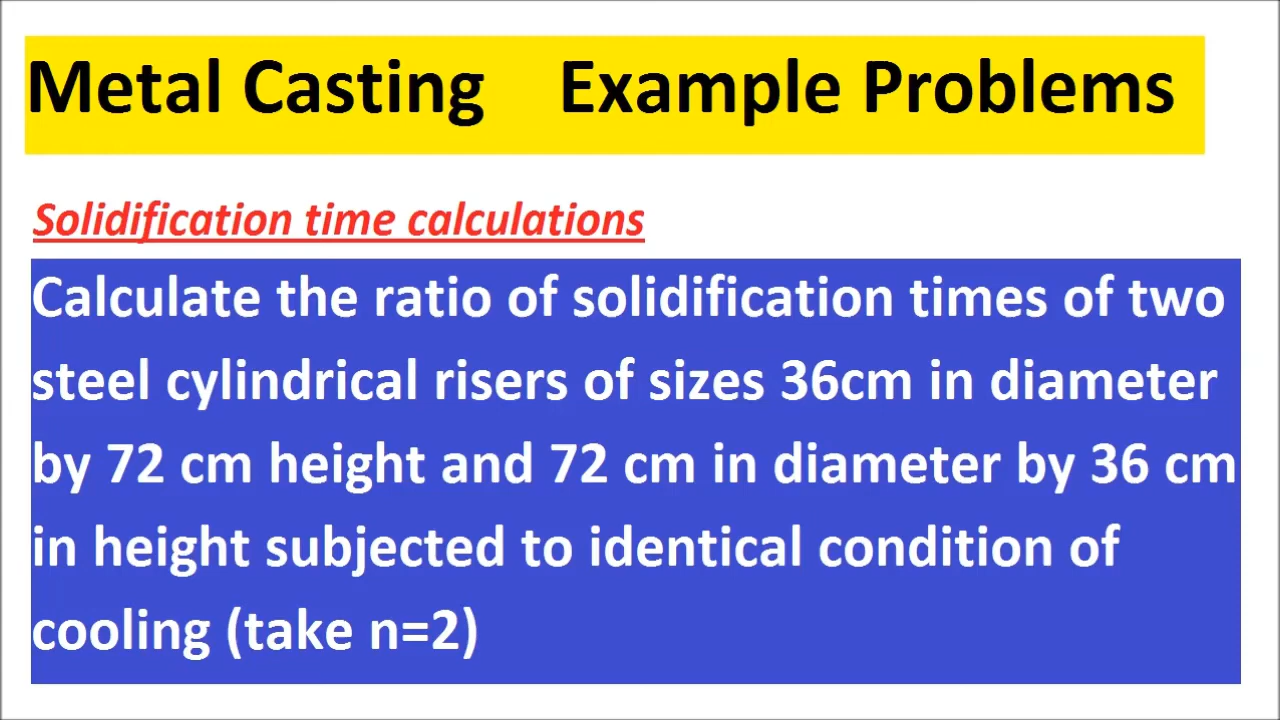 Metal Casting Example Problems
Solidification time calculations
Calculate the ratio of solidification times of two
steel cylindrical risers of sizes 36cm in diameter
by 72 cm height and 72 cm in diameter by 36 cm
in height subjected to identical condition of
cooling (take n=2)